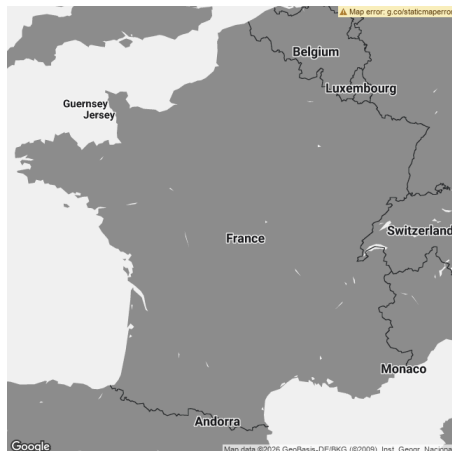 Map error: g.co/staticmaperror
Belgium
Luxembourg
Guernsey
Jersey
France
Switzerland
Monaco
Andorra
Google
Map data ©2026 GeoBasis-DE/BKG (©2009), Inst. Geogr. Nacional